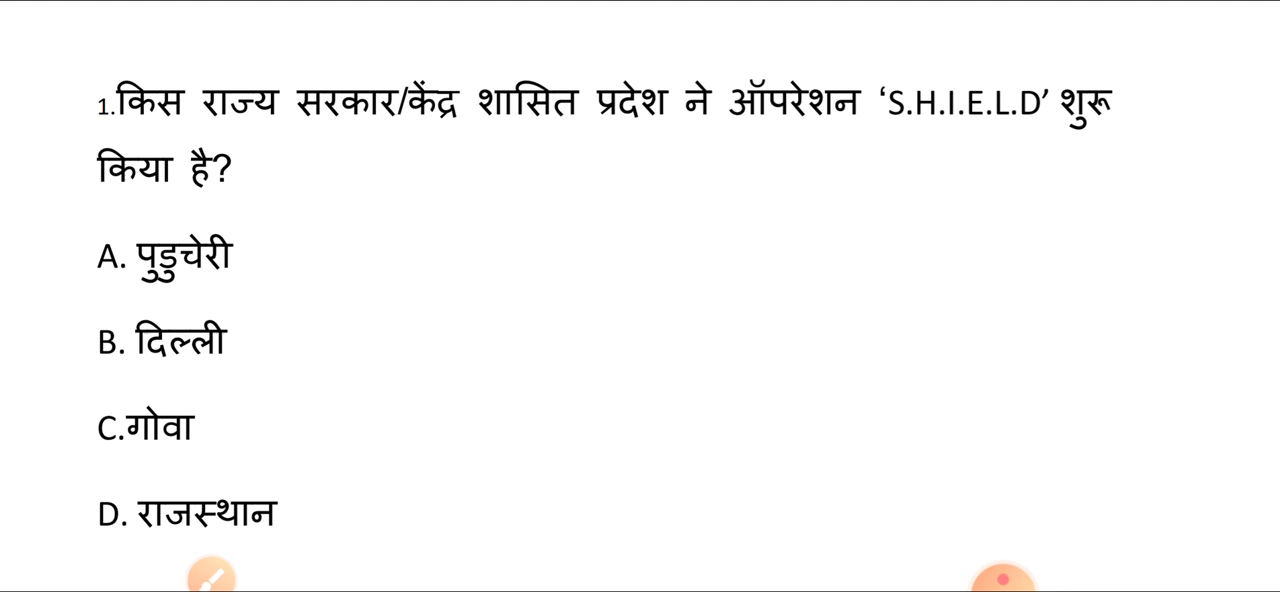 1.किस राज्य सरकार/केंद्र शासित प्रदेश ने ऑपरेशन ‘S.H.I.E.L.D’ शुरू
किया है?
A. पुडुचेरी
B. दिल्ली
C.गोवा
D. राजस्थान